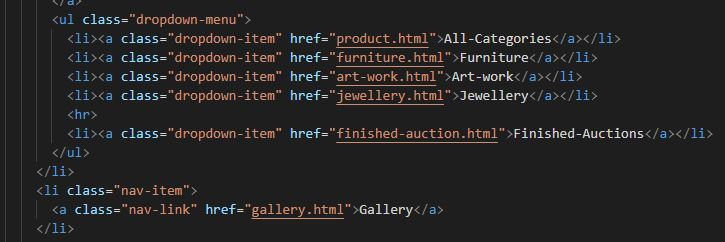 </a>
<ul class="dropdown-menu">
<li><a class="dropdown-item" href="product.html">All-Categories</a></li>
<li><a class="dropdown-item" href="furniture.html">Furniture</a></li>
<li><a class="dropdown-item" href="art-work.html">Art-work</a></li>
<li><a class="dropdown-item" href="jewellery.html">Jewellery</a></li>
<hr>
<li><a class="dropdown-item" href="finished-auction.html">Finished-Auctions</a></li>
</ul>
</li>
<li class="nav-item">
<a class="nav-link" href="gallery.html">Gallery</a>
</li>